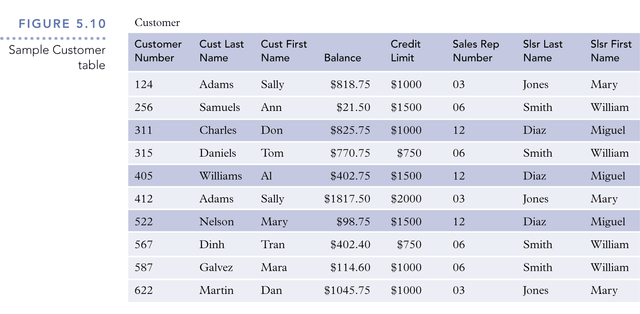 FIGURE 5.10
Sample Customer
table
Customer
Customer Number Cust Last Name Cust First Name Balance Credit Limit Sales Rep Number Slsr Last Name Slsr First Name
124 Adams Sally $818.75 $1000 03 Jones Mary
256 Samuels Ann $21.50 $1500 06 Smith William
311 Charles Don $825.75 $1000 12 Diaz Miguel
315 Daniels Tom $770.75 $750 06 Smith William
405 Williams Al $402.75 $1500 12 Diaz Miguel
412 Adams Sally $1817.50 $2000 03 Jones Mary
522 Nelson Mary $98.75 $1500 12 Diaz Miguel
567 Dinh Tran $402.40 $750 06 Smith William
587 Galvez Mara $114.60 $1000 06 Smith William
622 Martin Dan $1045.75 $1000 03 Jones Mary